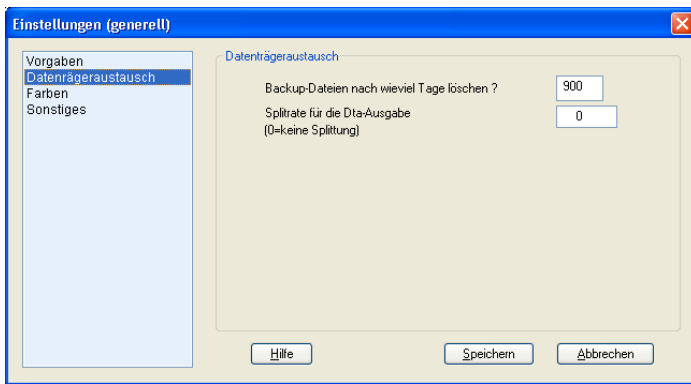 Einstellungen (generell)
Vorgaben
Datenrägeraustausch
Farben
Sonstiges
Datenträgeraustausch
Backup-Dateien nach wieviel Tage löschen ?
900
Splitrate für die Dta-Ausgabe
(0=keine Splittung)
0
Hilfe
Speichern
Abbrechen